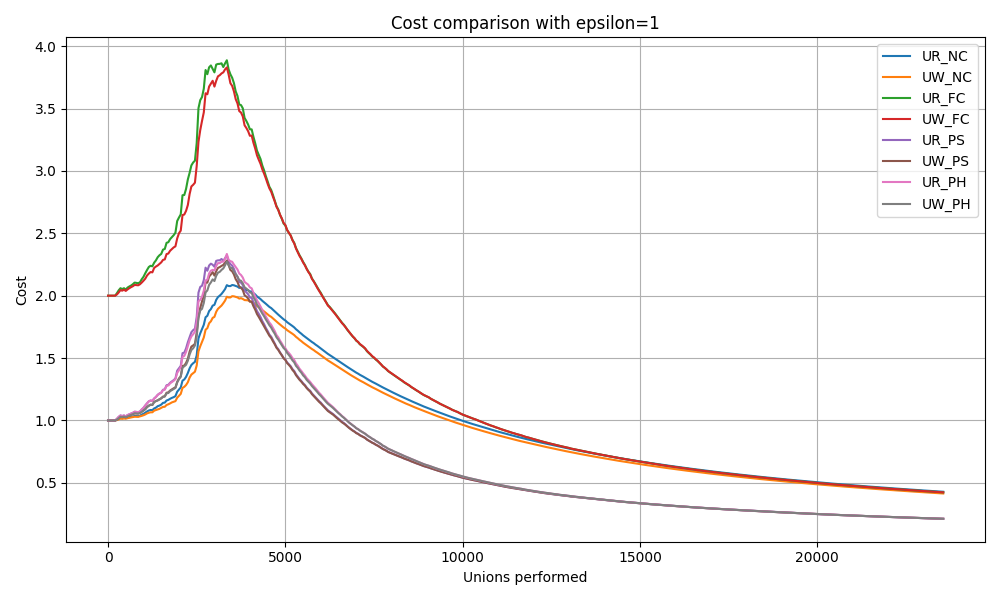 Cost comparison with epsilon=1
4.0
3.5
3.0
2.5
2.0
1.5
1.0
0.5
Cost
0
5000
10000
15000
20000
Unions performed
UR_NC
UW_NC
UR_FC
UW_FC
UR_PS
UW_PS
UR_PH
UW_PH